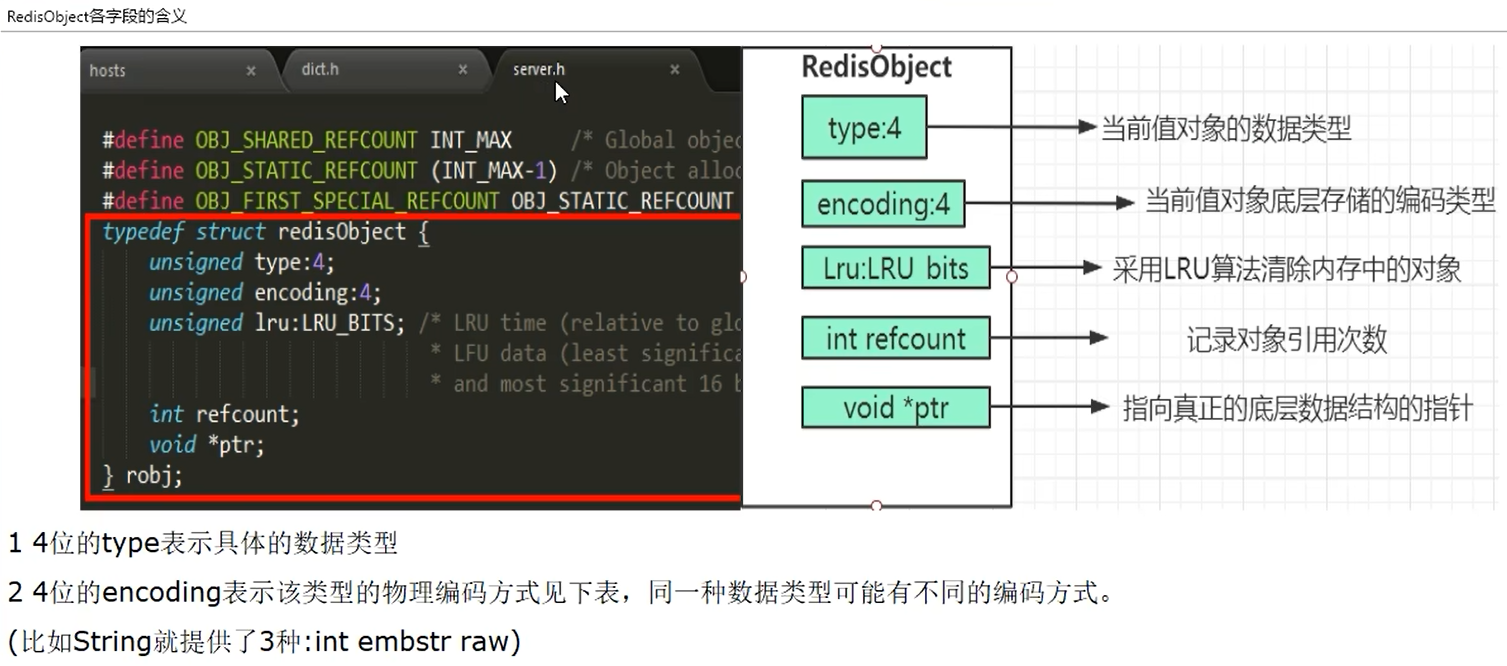 RedisObject各字段的含义
hosts x dict.h x server.h x
#define OBJ_SHARED_REFCOUNT INT_MAX /* Global
#define OBJ_STATIC_REFCOUNT (INT_MAX-1) /* Object
#define OBJ_FIRST_SPECIAL_REFCOUNT OBJ_STATIC_REFCOUNT
typedef struct redisObject {
unsigned type:4;
unsigned encoding:4;
unsigned lru:LRU_BITS; /* LRU time (relative to
* LFU data (least
* and most significant 16
int refcount;
void *ptr;
} robj;
RedisObject
type:4 当前值对象的数据类型
encoding:4 当前值对象底层存储的编码类型
Lru:LRU bits 采用LRU算法清除内存中的对象
int refcount 记录对象引用次数
void *ptr 指向真正的底层数据结构的指针
1 4位的type表示具体的数据类型
2 4位的encoding表示该类型的物理编码方式见下表，同一种数据类型可能有不同的编码方式。
(比如String就提供了3种:int embstr raw)